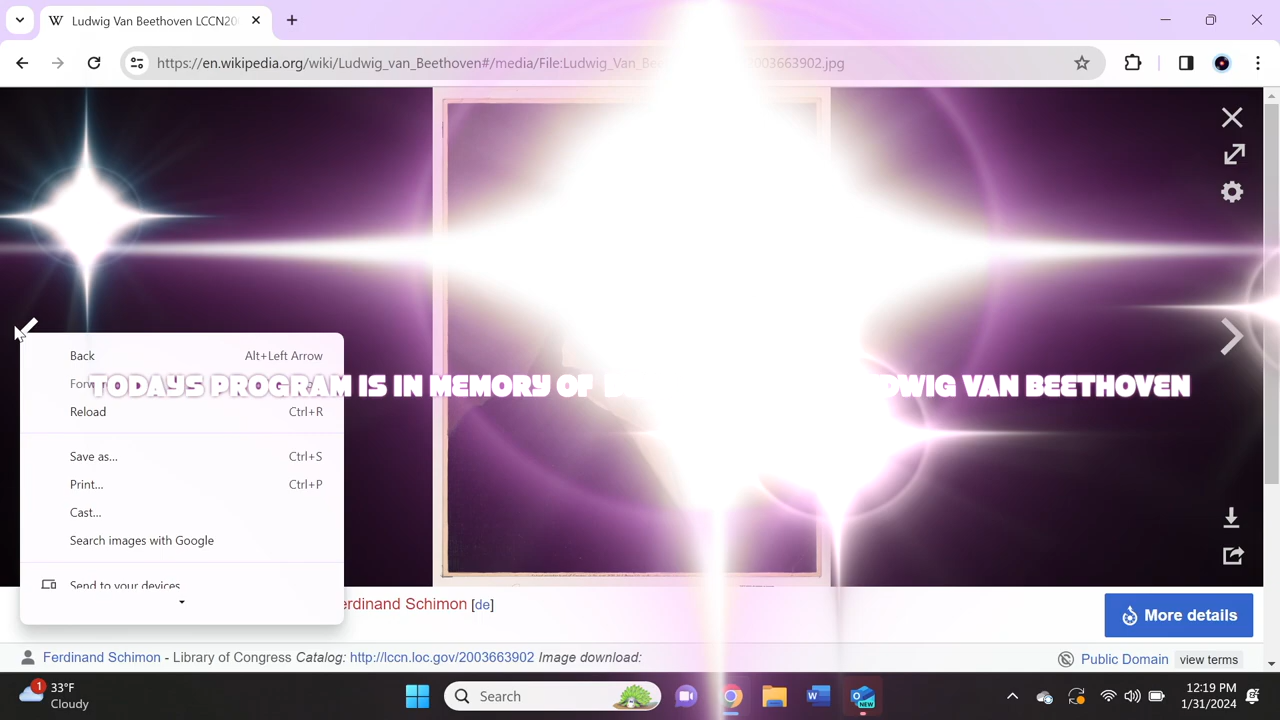 Ludwig Van Beethoven LCCN20
https://en.wikipedia.org/wiki/Ludwig_van_Beethoven#/media/File:Ludwig_Van_Be 2003663902.jpg
Back Alt+Left Arrow
Reload Ctrl+R
TODAYS PROGRAM IS IN MEMORY OF VAN BEETHOVEN
Save as... Ctrl+S
Print... Ctrl+P
Cast...
Search images with Google
Send to your devices
erdinand Schimon [de]
More details
Ferdinand Schimon - Library of Congress Catalog: http://lccn.loc.gov/2003663902 Image download:
Public Domain view terms
1
33°F
Cloudy
Search
NEW
12:19 PM
1/31/2024